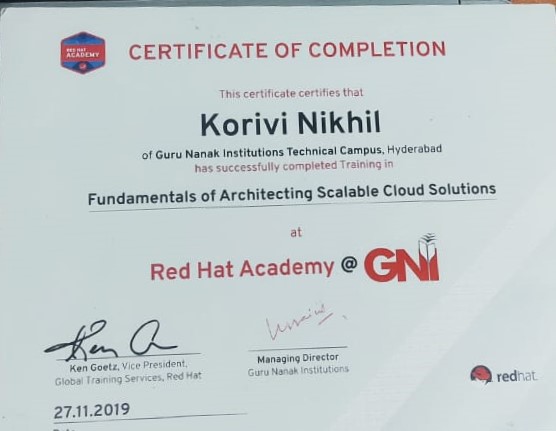 RED HAT
ACADEMY
CERTIFICATE OF COMPLETION
This certificate certifies that
Korivi Nikhil
of Guru Nanak Institutions Technical Campus, Hyderabad
has successfully completed Training in
Fundamentals of Architecting Scalable Cloud Solutions
at
Red Hat Academy @ GNI
Ken Goetz, Vice President,
Global Training Services, Red Hat
Managing Director
Guru Nanak Institutions
redhat.
27.11.2019